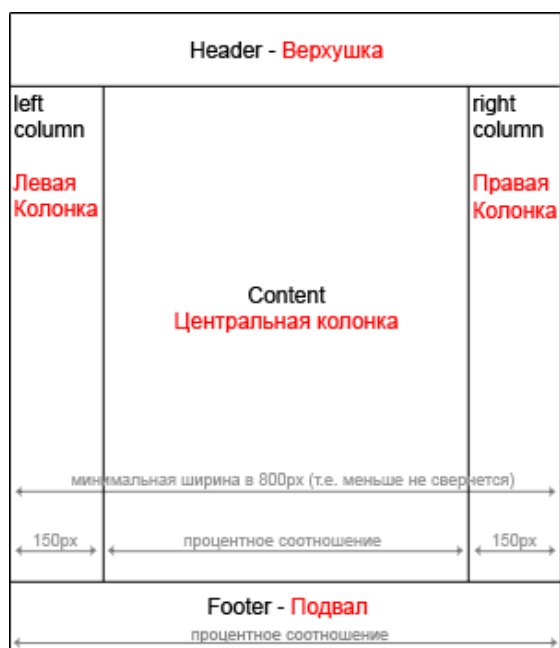 Header - Верхушка
left
column
Левая
Колонка
Content
Центральная колонка
right
column
Правая
Колонка
минимальная ширина в 800px (т.е. меньше не свернется)
150px
процентное соотношение
150px
Footer - Подвал
процентное соотношение